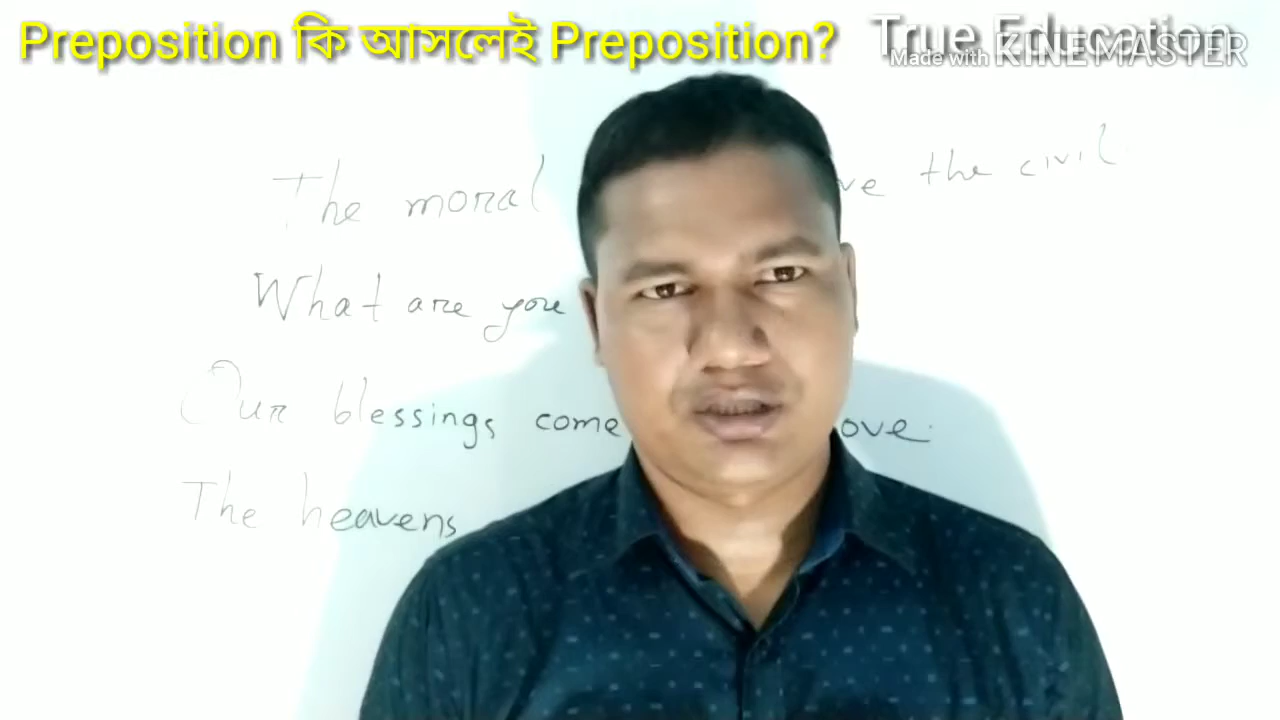 Preposition কি আসলেই Preposition? True Education
Made with KINEMASTER
The moral ve the civil
What are you
Our blessings come ove.
The heavens